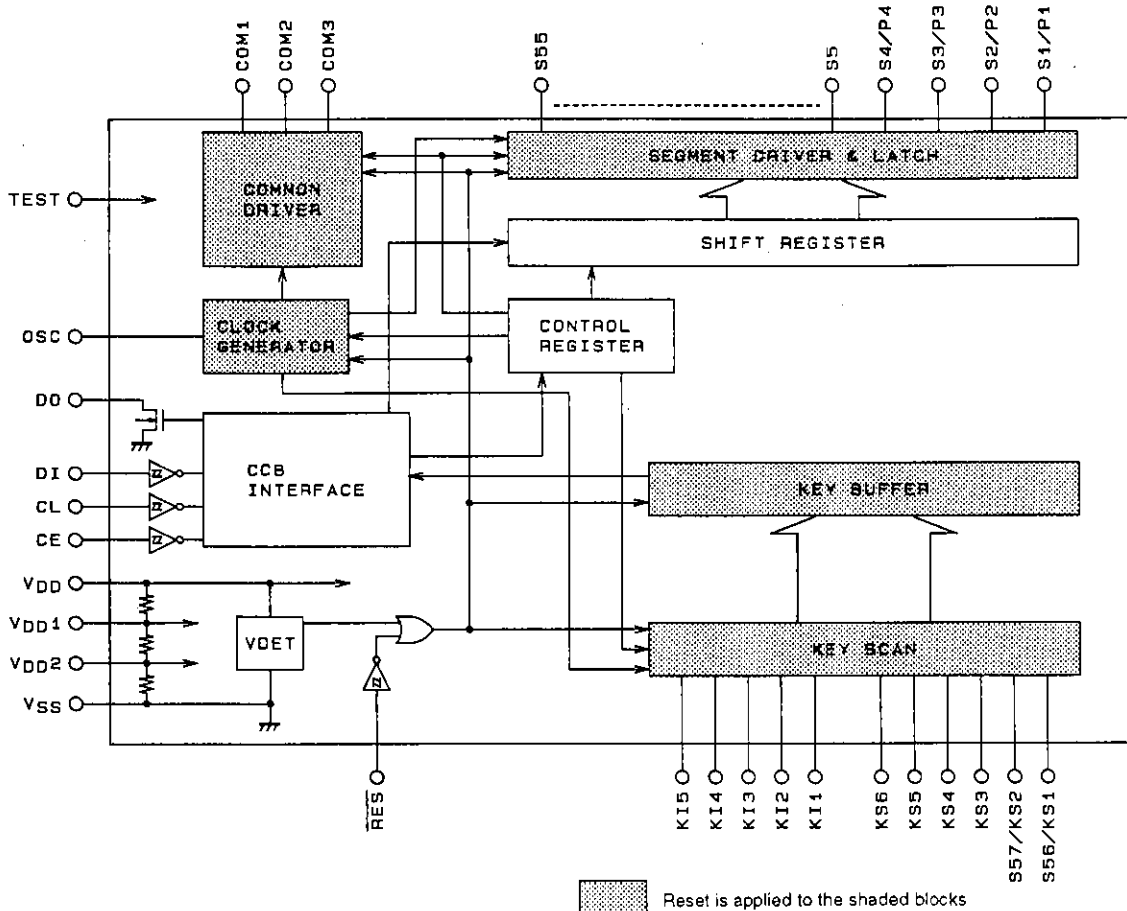 COM1
COM2
COM3
S55
S5
S4/P4
S3/P3
S2/P2
S1/P1
TEST
COMMON
DRIVER
SEGMENT DRIVER & LATCH
SHIFT REGISTER
OSC
CLOCK
GENERATOR
CONTROL
REGISTER
DO
DI
CL
CE
CCB
INTERFACE
KEY BUFFER
VDD
VDD1
VDD2
VSS
VDET
KEY SCAN
RES
KI5
KI4
KI3
KI2
KI1
KS6
KS5
KS4
KS3
S57/KS2
S56/KS1
Reset is applied to the shaded blocks